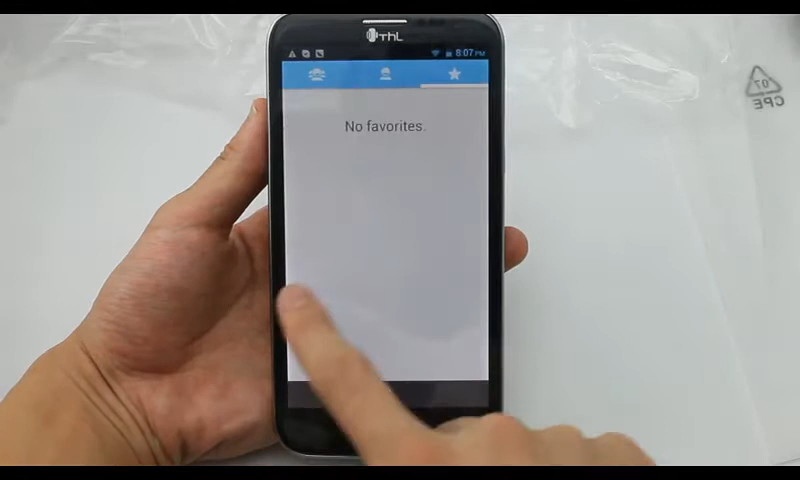 ThL
8:07 PM
No favorites.
07
CPE